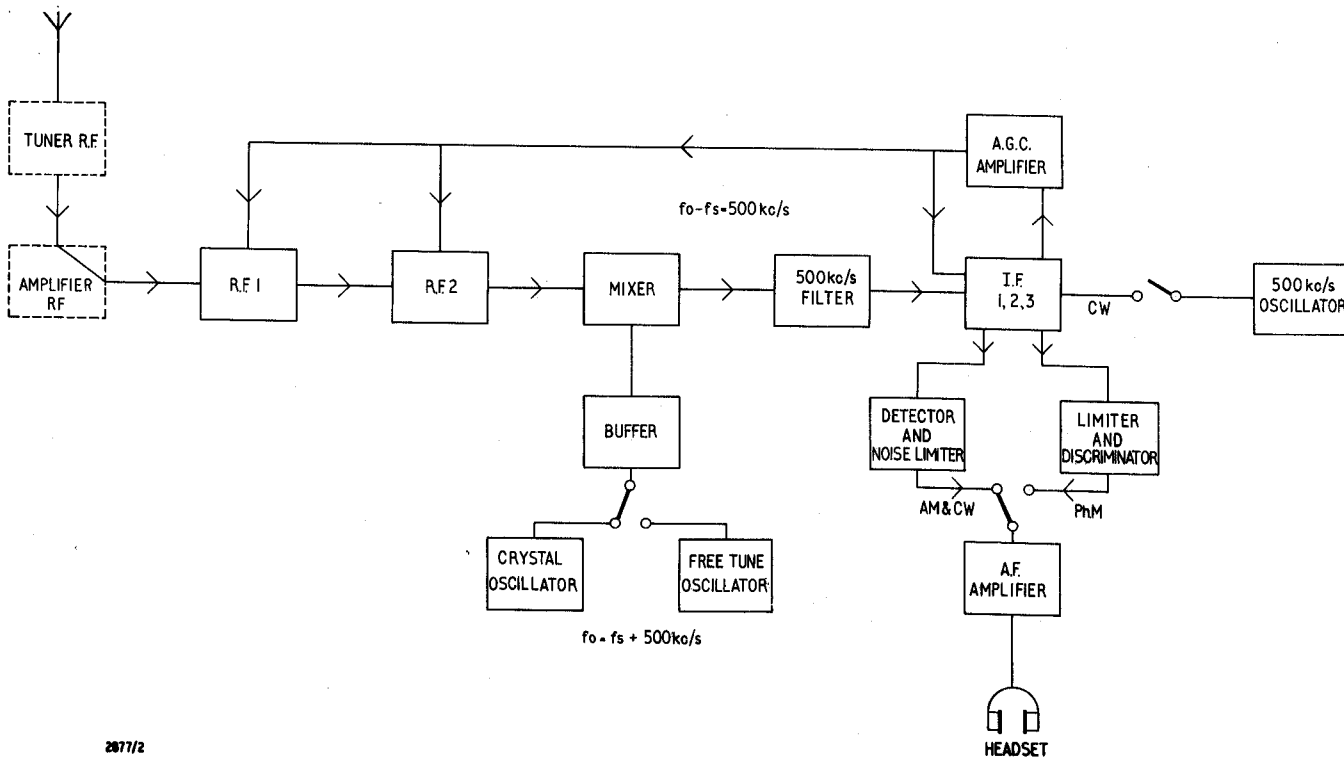 TUNER R.F.
A.G.C.
AMPLIFIER
fo-fs=500kc/s
AMPLIFIER
RF
R.F. 1
R.F. 2
MIXER
500kc/s
FILTER
I.F.
1, 2, 3
CW
500kc/s
OSCILLATOR
BUFFER
DETECTOR
AND
NOISE LIMITER
LIMITER
AND
DISCRIMINATOR
AM&CW
PhM
CRYSTAL
OSCILLATOR
FREE TUNE
OSCILLATOR
A.F.
AMPLIFIER
fo = fs + 500kc/s
2877/2
HEADSET